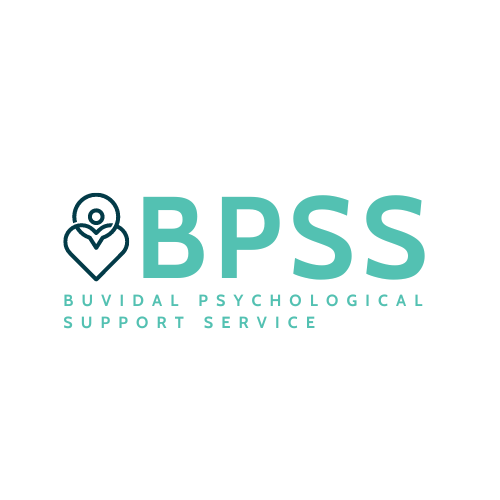 BPSS
BUVIDAL PSYCHOLOGICAL
SUPPORT SERVICE